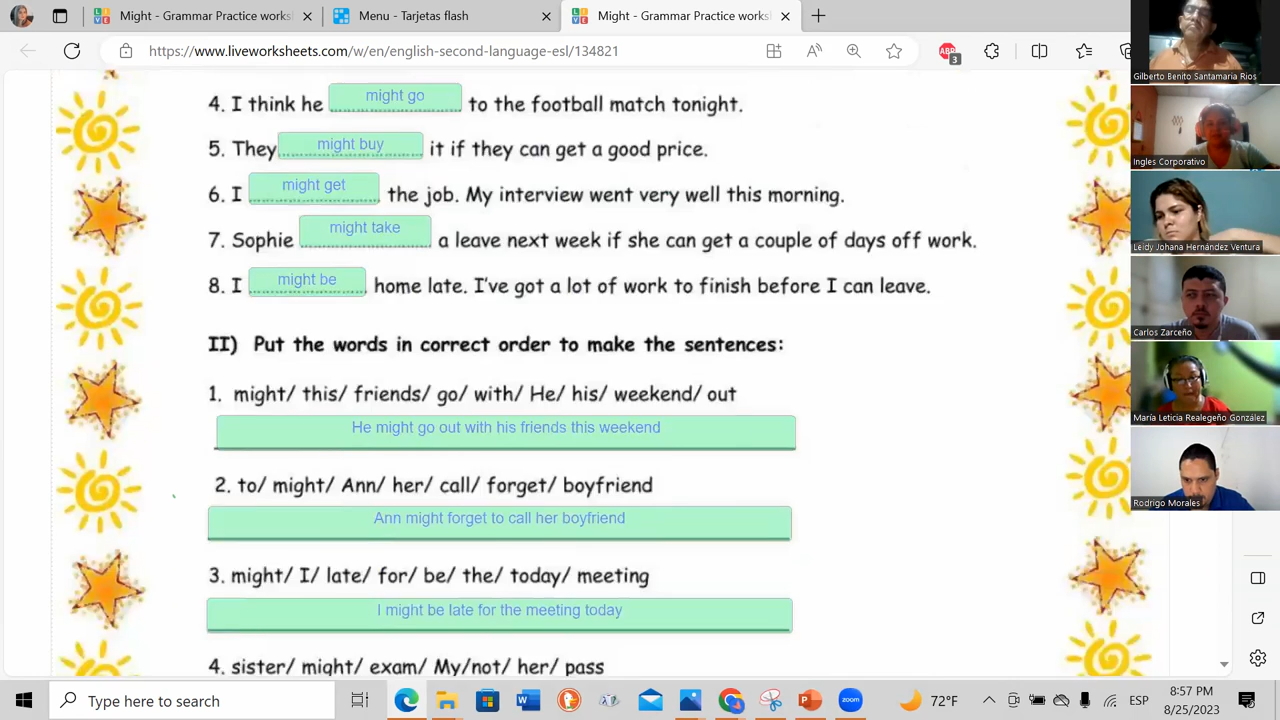 Might - Grammar Practice works
Menu - Tarjetas flash
Might - Grammar Practice works
https://www.liveworksheets.com/w/en/english-second-language-esl/134821
ABP
3
4. I think he might go to the football match tonight.
5. They might buy it if they can get a good price.
6. I might get the job. My interview went very well this morning.
7. Sophie might take a leave next week if she can get a couple of days off work.
8. I might be home late. I've got a lot of work to finish before I can leave.
II) Put the words in correct order to make the sentences:
1. might/ this/ friends/ go/ with/ He/ his/ weekend/ out
He might go out with his friends this weekend
2. to/ might/ Ann/ her/ call/ forget/ boyfriend
Ann might forget to call her boyfriend
3. might/ I/ late/ for/ be/ the/ today/ meeting
I might be late for the meeting today
4. sister/ might/ exam/ My/not/ her/ pass
Gilberto Benito Santamaria Rios
Ingles Corporativo
Leidy Johana Hernández Ventura
Carlos Zarceño
María Leticia Realegeño González
Rodrigo Morales
Type here to search
72°F
ESP
8:57 PM
8/25/2023